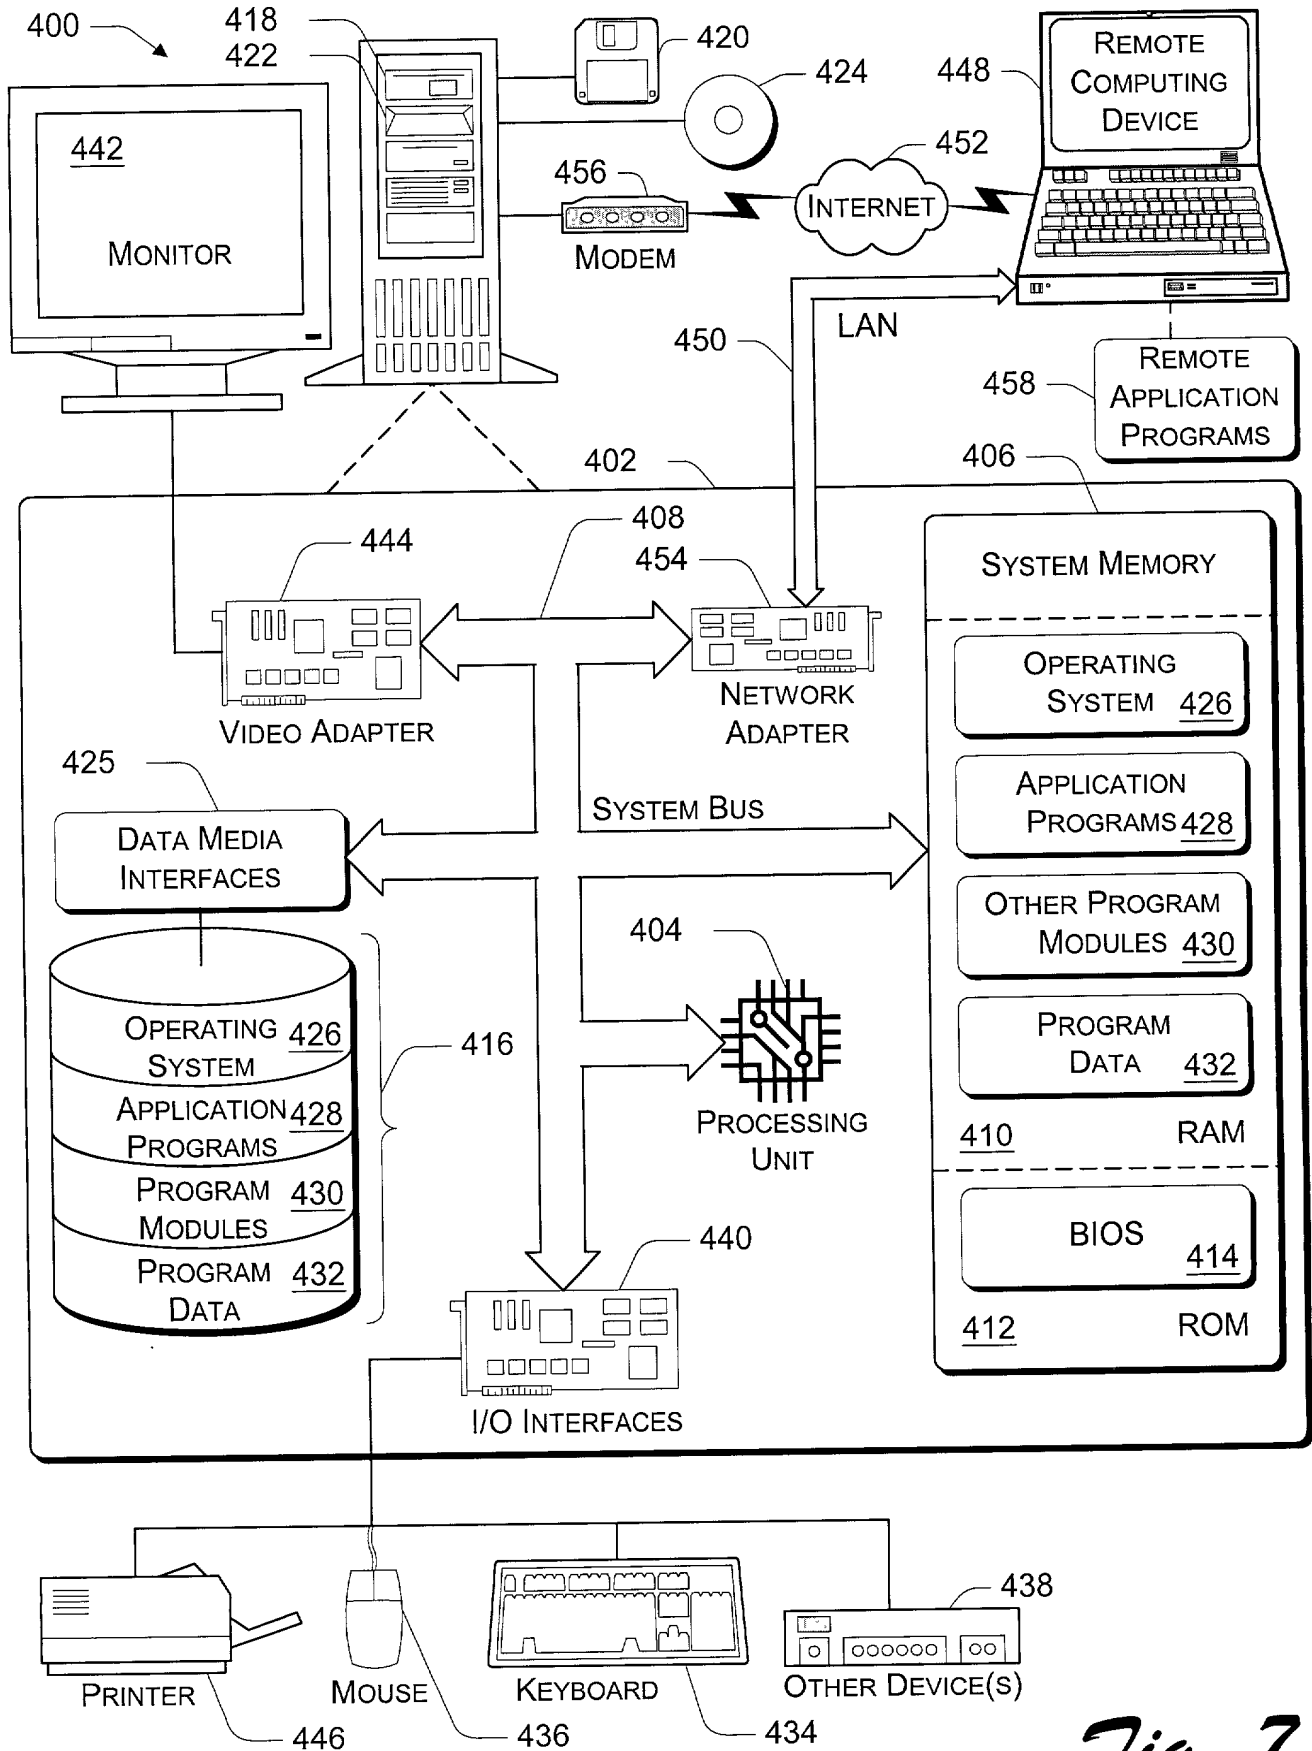 400
418
422
420
424
448
REMOTE
COMPUTING
DEVICE
442
MONITOR
456
MODEM
452
INTERNET
450
LAN
458
REMOTE
APPLICATION
PROGRAMS
402
406
408
444
454
SYSTEM MEMORY
VIDEO ADAPTER
NETWORK
ADAPTER
OPERATING
SYSTEM 426
APPLICATION
PROGRAMS 428
OTHER PROGRAM
MODULES 430
PROGRAM
DATA 432
410 RAM
BIOS
414
412 ROM
425
DATA MEDIA
INTERFACES
SYSTEM BUS
404
PROCESSING
UNIT
OPERATING
SYSTEM 426
APPLICATION
PROGRAMS 428
PROGRAM
MODULES 430
PROGRAM
DATA 432
416
440
I/O INTERFACES
PRINTER
446
MOUSE
436
KEYBOARD
434
438
OTHER DEVICE(S)
Fig. 7